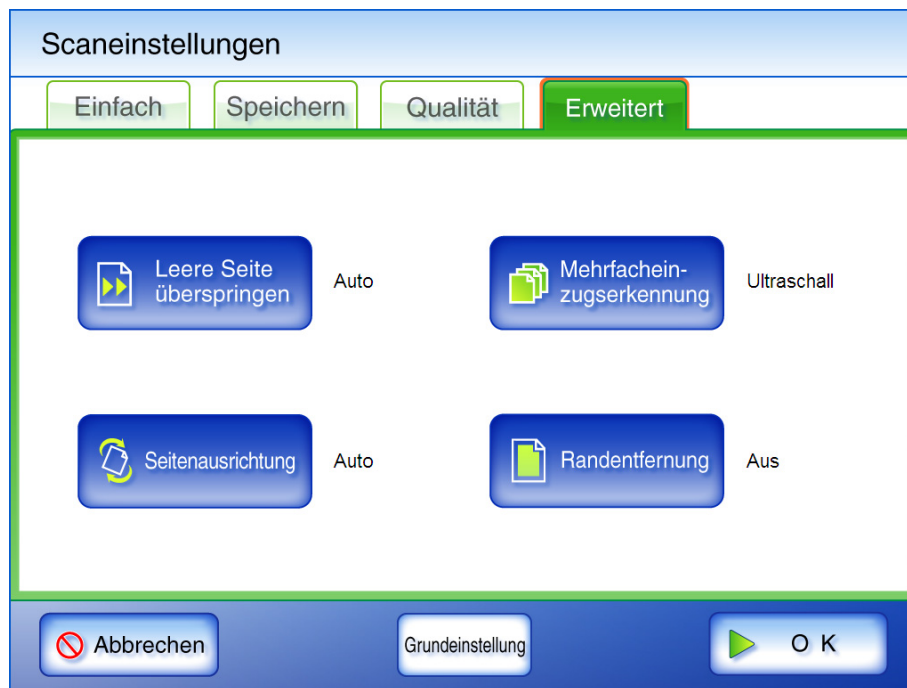 Scaneinstellungen
Einfach Speichern Qualität Erweitert
Leere Seite
überspringen
Auto
Mehrfachein-
zugserkennung
Ultraschall
Seitenausrichtung
Auto
Randentfernung
Aus
Abbrechen Grundeinstellung O K